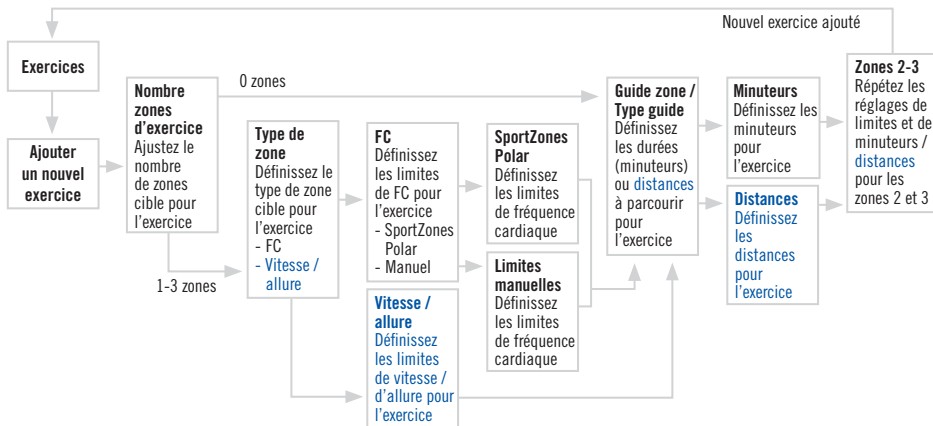 Nouvel exercice ajouté
Exercices
Ajouter
un nouvel
exercice
Nombre
zones
d'exercice
Ajustez le
nombre
de zones
cible pour
l'exercice
0 zones
1-3 zones
Type de
zone
Définissez le
type de zone
cible pour
l'exercice
- FC
- Vitesse /
allure
FC
Définissez
les limites
de FC pour
l'exercice
- SportZones
Polar
- Manuel
Vitesse /
allure
Définissez
les limites
de vitesse /
d'allure pour
l'exercice
SportZones
Polar
Définissez
les limites
de fréquence
cardiaque
Limites
manuelles
Définissez
les limites
de fréquence
cardiaque
Guide zone /
Type guide
Définissez
les durées
(minuteurs)
ou distances
à parcourir
pour
l'exercice
Minuteurs
Définissez les
minuteurs
pour
l'exercice
Distances
Définissez
les
distances
pour
l'exercice
Zones 2-3
Répétez les
réglages de
limites et de
minuteurs /
distances
pour les
zones 2 et 3